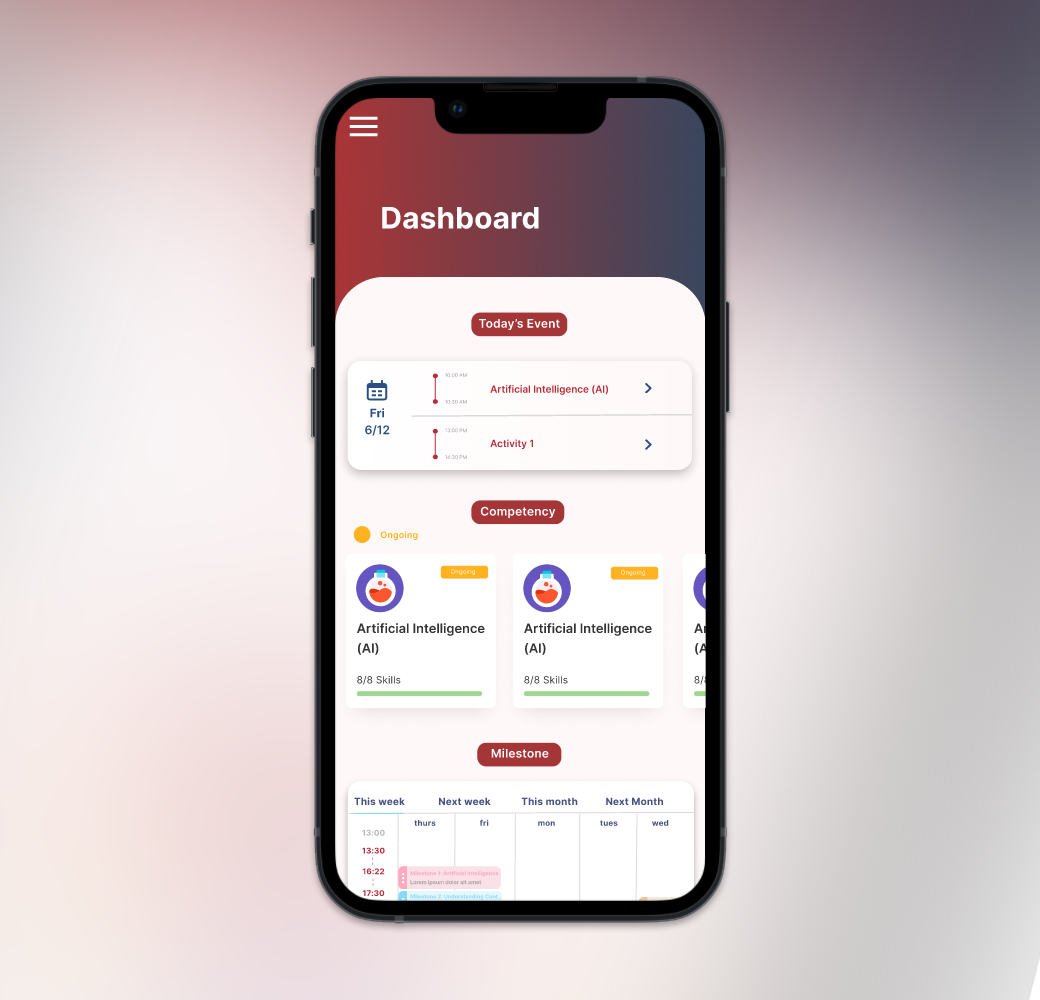 Dashboard
Today's Event
Fri
6/12
10:00 AM
10:30 AM
Artificial Intelligence (AI)
13:00 PM
14:30 PM
Activity 1
Competency
Ongoing
Ongoing
Artificial Intelligence
(AI)
8/8 Skills
Ongoing
Artificial Intelligence
(AI)
8/8 Skills
8/8
Milestone
This week Next week This month Next Month
thurs fri mon tues wed
13:00
13:30
16:22
17:30
Milestone 1: Artificial Intelligence
Lorem ipsum dolor sit amet
Milestone 2: Understanding